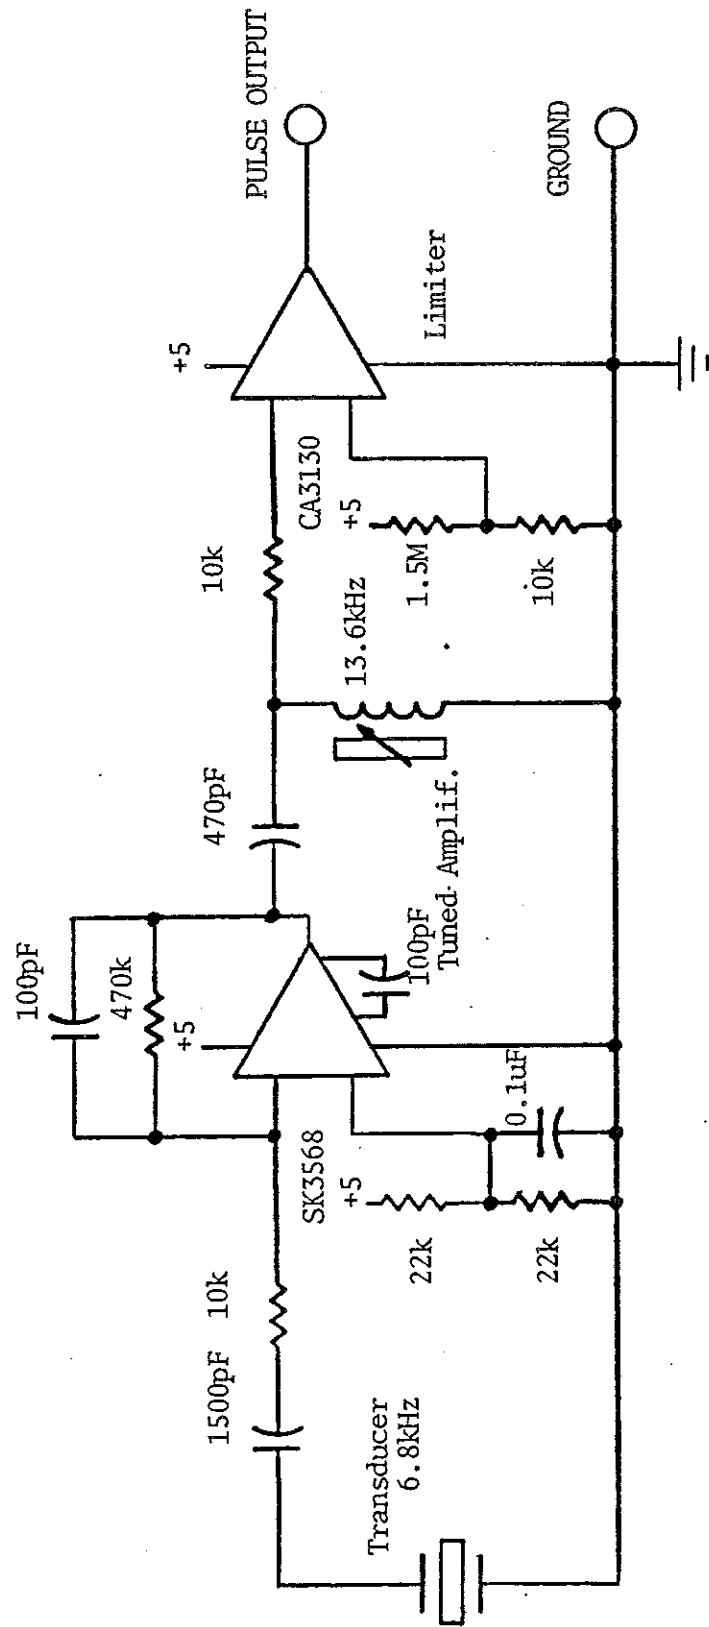 PULSE OUTPUT
GROUND
+5
Limiter
CA3130
10k
+5
1.5M
10k
13.6kHz
470pF
Tuned Amplif.
100pF
100pF
470k
+5
SK3568
0.1uF
+5
22k
22k
10k
1500pF
Transducer
6.8kHz